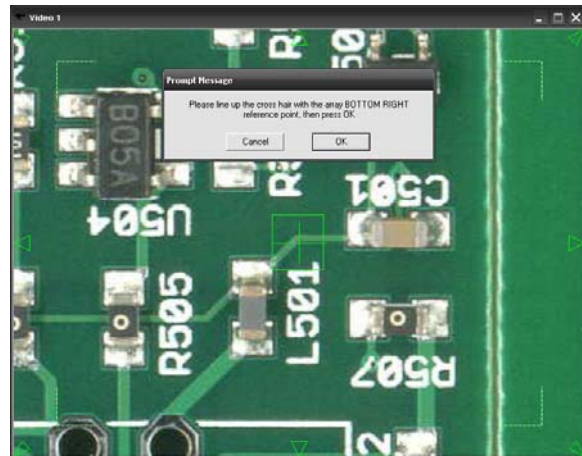 Video 1
Prompt Message
Please line up the cross hair with the array BOTTOM RIGHT
reference point, then press OK
Cancel
OK
B05A
C501
U504
R505
L501
R507